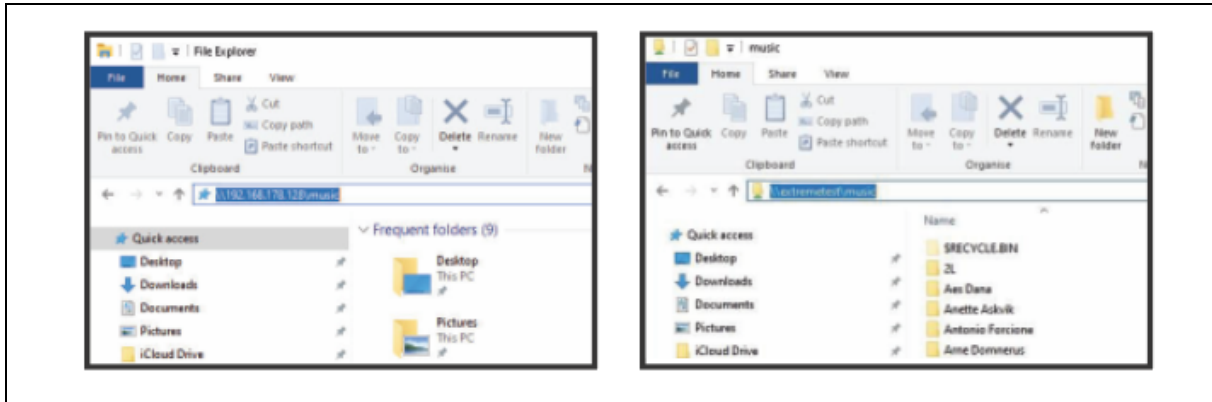 File Explorer
File Home Share View
Pin to Quick access
Copy
Paste
Cut
Copy path
Paste shortcut
Move to
Copy to
Delete
Rename
New folder
Clipboard
Organise
N
\\192.168.178.128\music
Quick access
Desktop
Downloads
Documents
Pictures
iCloud Drive
Frequent folders (9)
Desktop
This PC
Pictures
This PC
music
File Home Share View
Pin to Quick access
Copy
Paste
Cut
Copy path
Paste shortcut
Move to
Copy to
Delete
Rename
New folder
Clipboard
Organise
N
\\extremetest\music
Quick access
Desktop
Downloads
Documents
Pictures
iCloud Drive
Name
$RECYCLE.BIN
2L
Aes Dana
Anette Askvik
Antonio Forcione
Arne Domnerus